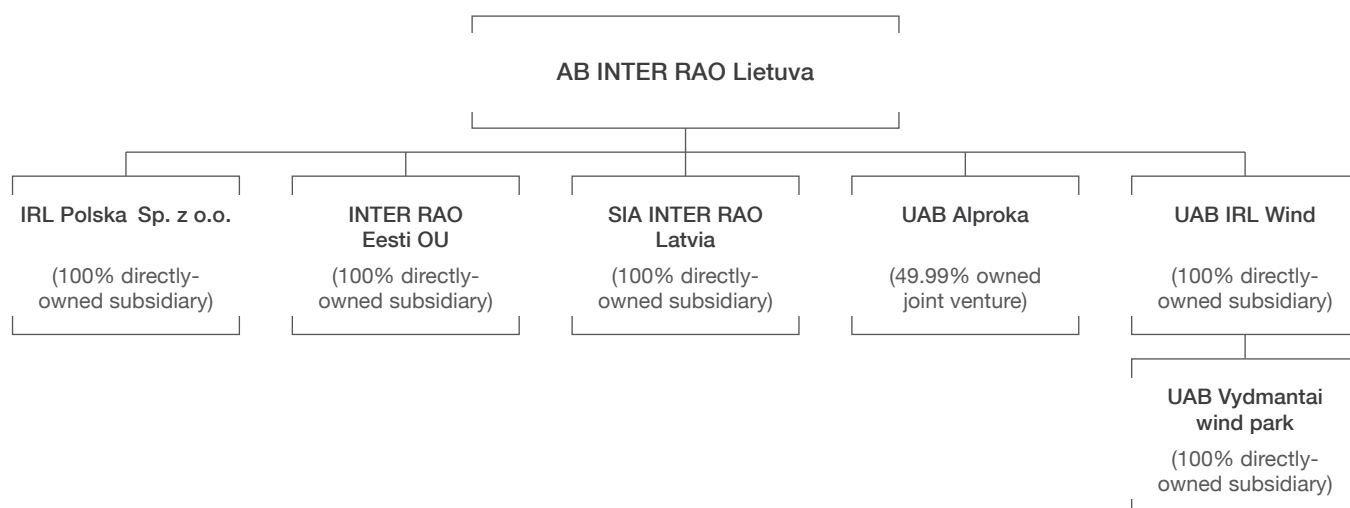 AB INTER RAO Lietuva
IRL Polska Sp. z o.o.
(100% directly-
owned subsidiary)
INTER RAO
Eesti OU
(100% directly-
owned subsidiary)
SIA INTER RAO
Latvia
(100% directly-
owned subsidiary)
UAB Alproka
(49.99% owned
joint venture)
UAB IRL Wind
(100% directly-
owned subsidiary)
UAB Vydmantai
wind park
(100% directly-
owned subsidiary)